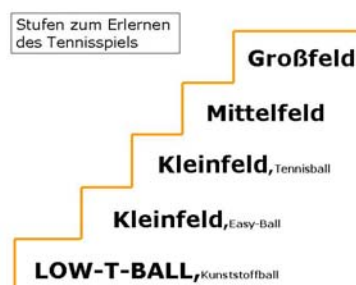 Stufen zum Erlernen
des Tennisspiels
Großfeld
Mittelfeld
Kleinfeld,Tennisball
Kleinfeld,Easy-Ball
LOW-T-BALL,Kunststoffball